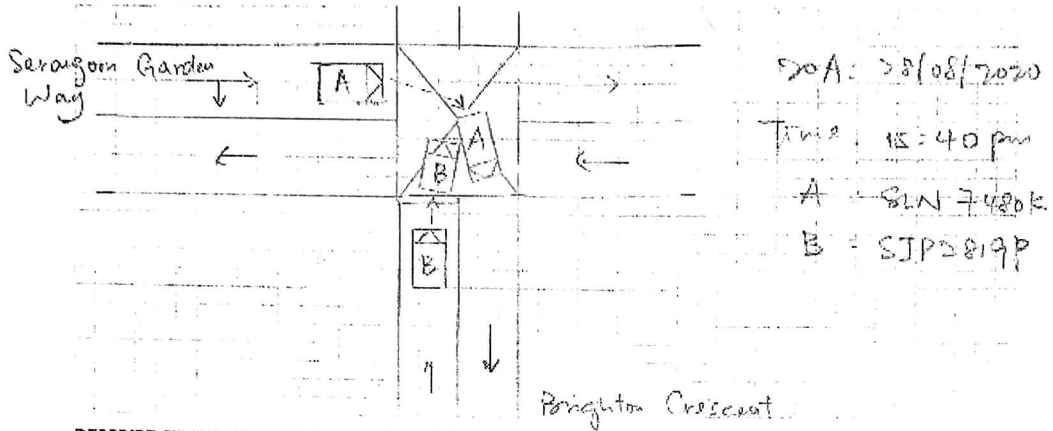 Serangoon Garden
Way
DOA: 28/08/2020
Time: 15:40 pm
A : SLN 7480K
B : SJP2819P
A
A
B
B
Brighton Crescent